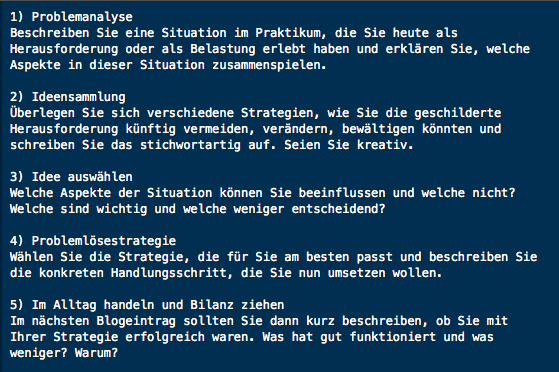 1) Problemanalyse
Beschreiben Sie eine Situation im Praktikum, die Sie heute als
Herausforderung oder als Belastung erlebt haben und erklären Sie, welche
Aspekte in dieser Situation zusammenspielen.
2) Ideensammlung
Überlegen Sie sich verschiedene Strategien, wie Sie die geschilderte
Herausforderung künftig vermeiden, verändern, bewältigen könnten und
schreiben Sie das stichwortartig auf. Seien Sie kreativ.
3) Idee auswählen
Welche Aspekte der Situation können Sie beeinflussen und welche nicht?
Welche sind wichtig und welche weniger entscheidend?
4) Problemlösestrategie
Wählen Sie die Strategie, die für Sie am besten passt und beschreiben Sie
die konkreten Handlungsschritt, die Sie nun umsetzen wollen.
5) Im Alltag handeln und Bilanz ziehen
Im nächsten Blogeintrag sollten Sie dann kurz beschreiben, ob Sie mit
Ihrer Strategie erfolgreich waren. Was hat gut funktioniert und was
weniger? Warum?